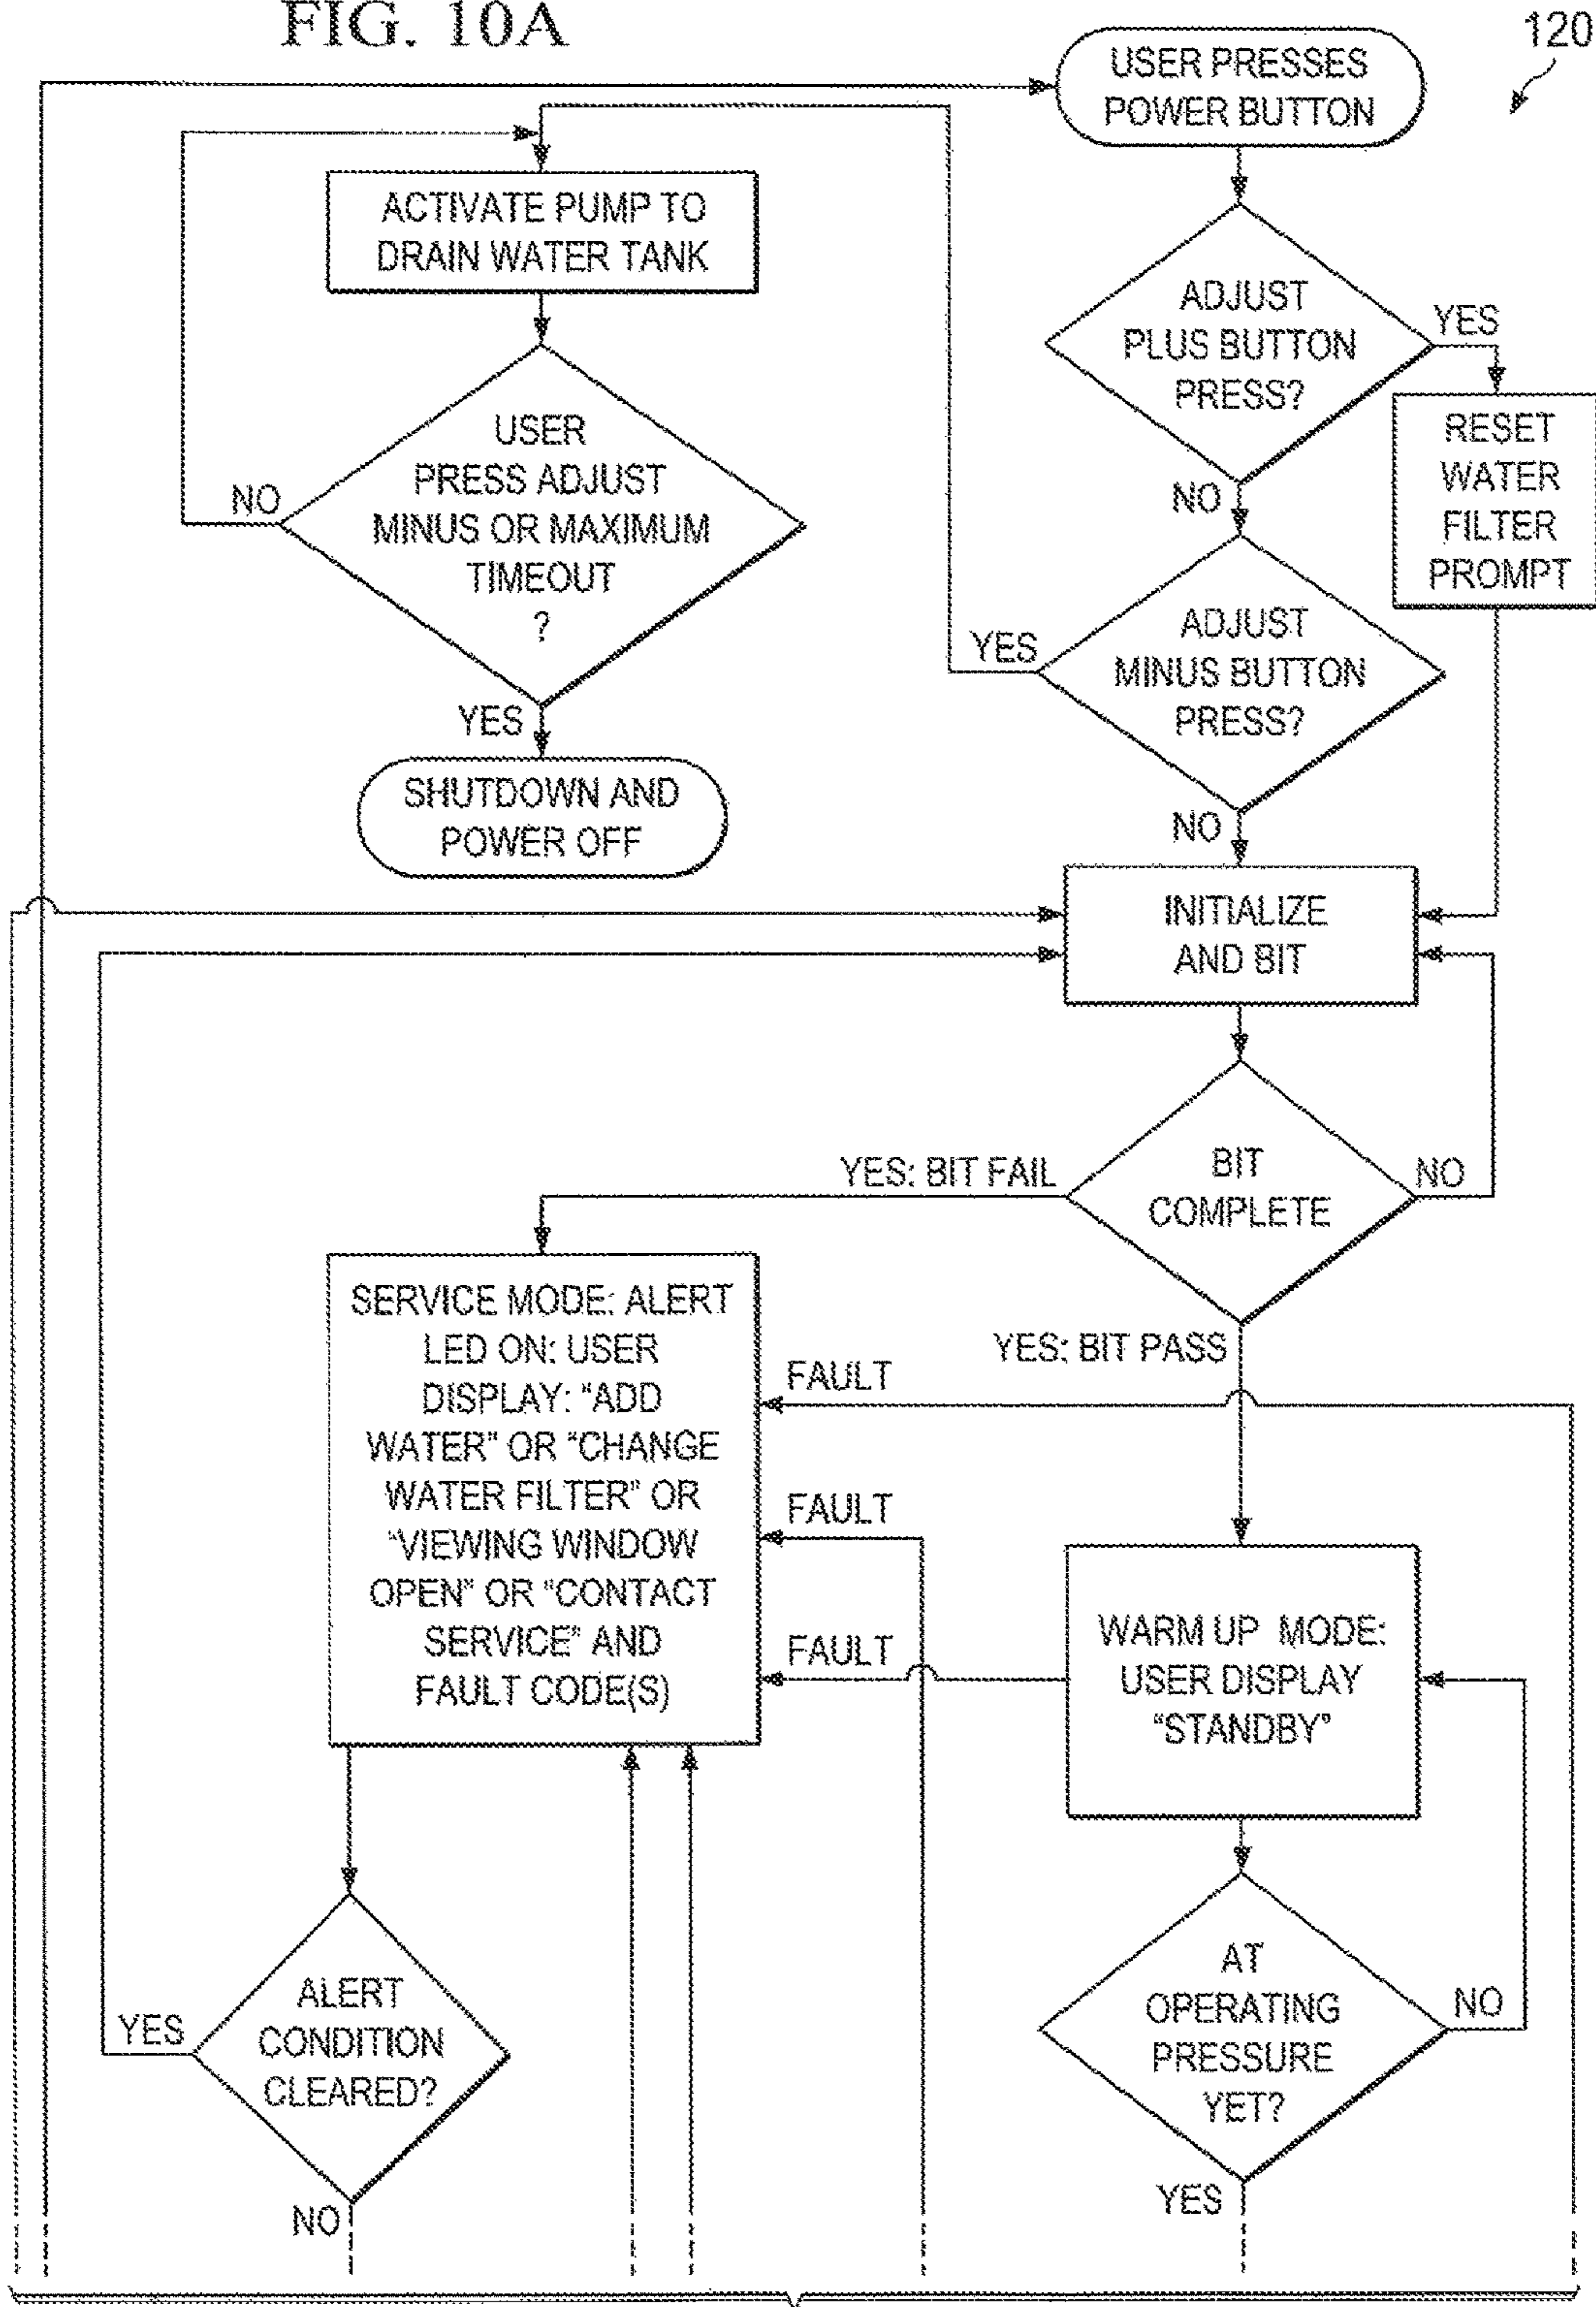 FIG. 10A
120
USER PRESSES
POWER BUTTON
ACTIVATE PUMP TO
DRAIN WATER TANK
ADJUST
PLUS BUTTON
PRESS?
YES
RESET
WATER
FILTER
PROMPT
NO
USER
PRESS ADJUST
MINUS OR MAXIMUM
TIMEOUT
?
NO
YES
SHUTDOWN AND
POWER OFF
ADJUST
MINUS BUTTON
PRESS?
YES
NO
INITIALIZE
AND BIT
BIT
COMPLETE
NO
YES: BIT FAIL
YES: BIT PASS
SERVICE MODE: ALERT
LED ON: USER
DISPLAY: "ADD
WATER" OR "CHANGE
WATER FILTER" OR
"VIEWING WINDOW
OPEN" OR "CONTACT
SERVICE" AND
FAULT CODE(S)
FAULT
FAULT
FAULT
WARM UP MODE:
USER DISPLAY
"STANDBY"
ALERT
CONDITION
CLEARED?
YES
NO
AT
OPERATING
PRESSURE
YET?
NO
YES